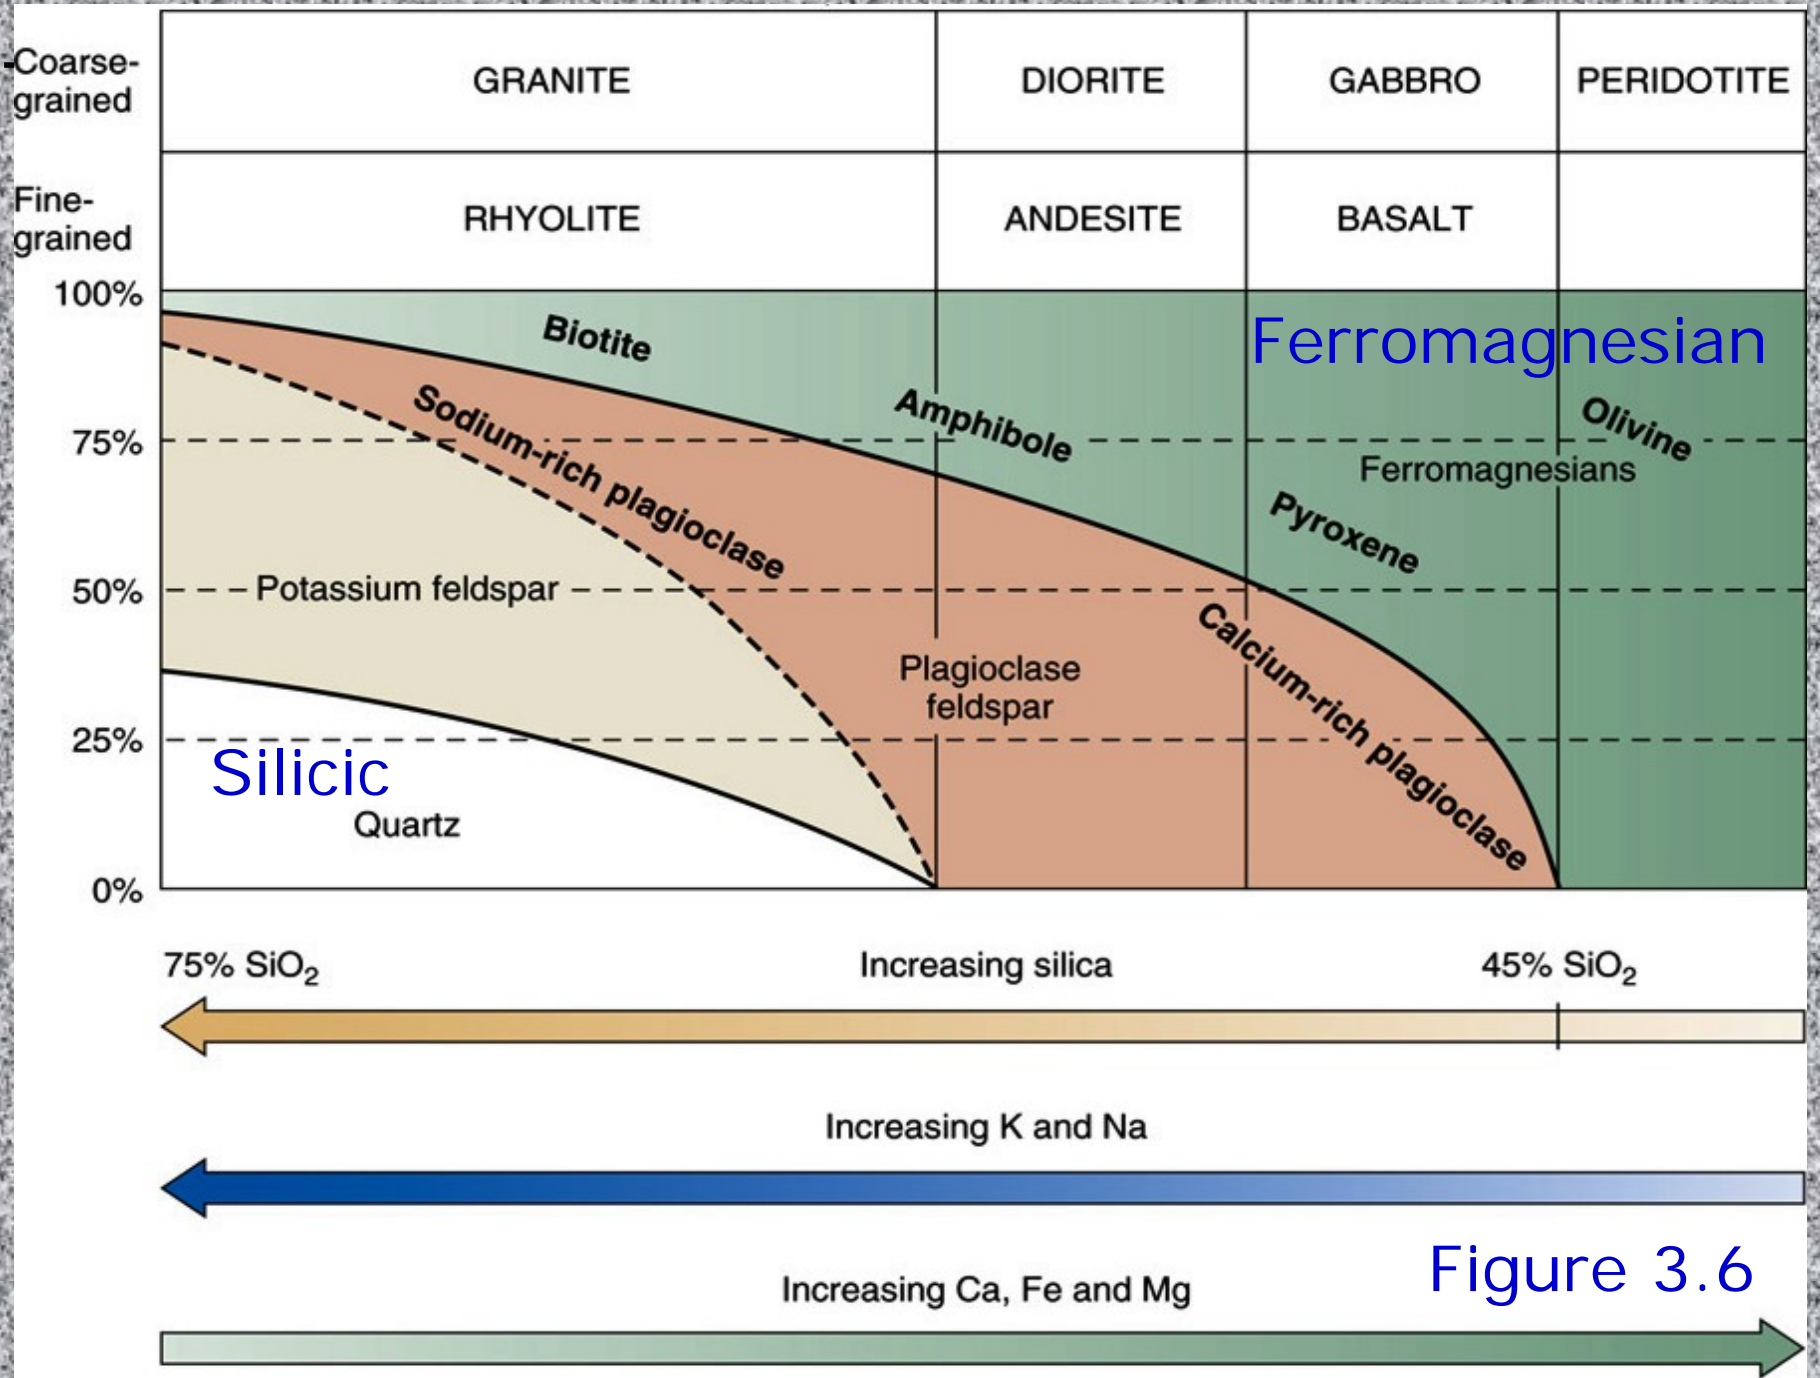 Coarse-
grained
GRANITE
DIORITE
GABBRO
PERIDOTITE
Fine-
grained
RHYOLITE
ANDESITE
BASALT
100%
75%
50%
25%
0%
Biotite
Ferromagnesian
Sodium-rich plagioclase
Amphibole
Olivine
Ferromagnesians
Pyroxene
Potassium feldspar
Plagioclase
feldspar
Calcium-rich plagioclase
Silicic
Quartz
75% SiO₂
Increasing silica
45% SiO₂
Increasing K and Na
Increasing Ca, Fe and Mg
Figure 3.6